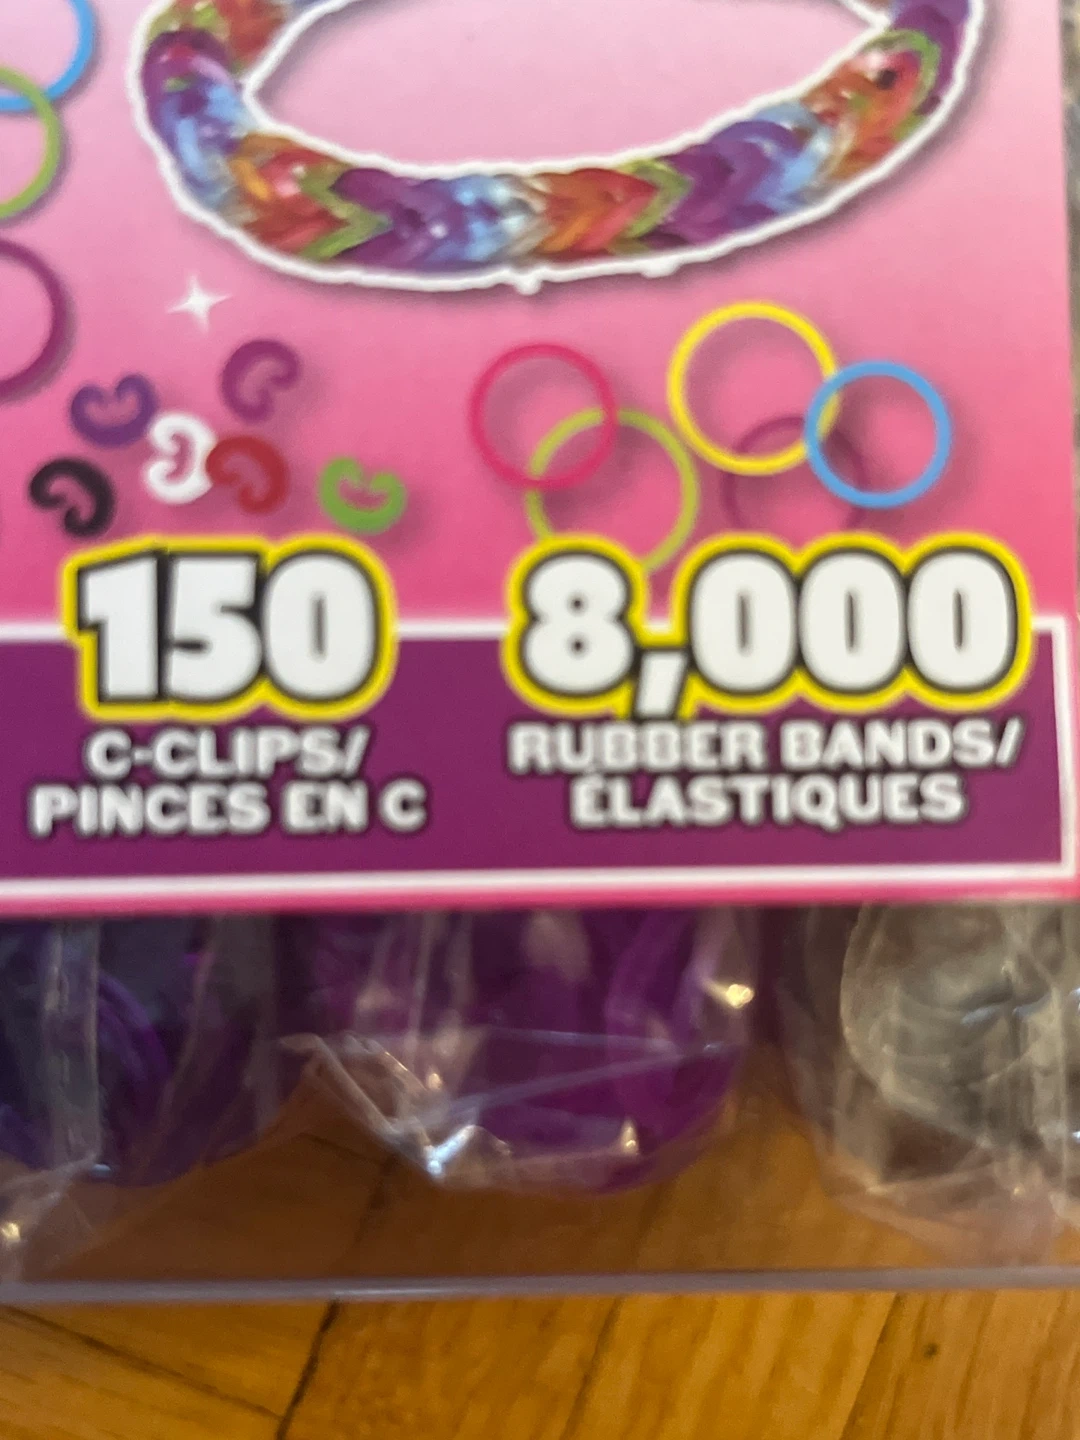 150
C-CLIPS/
PINCES EN C
8,000
RUBBER BANDS/
ÉLASTIQUES